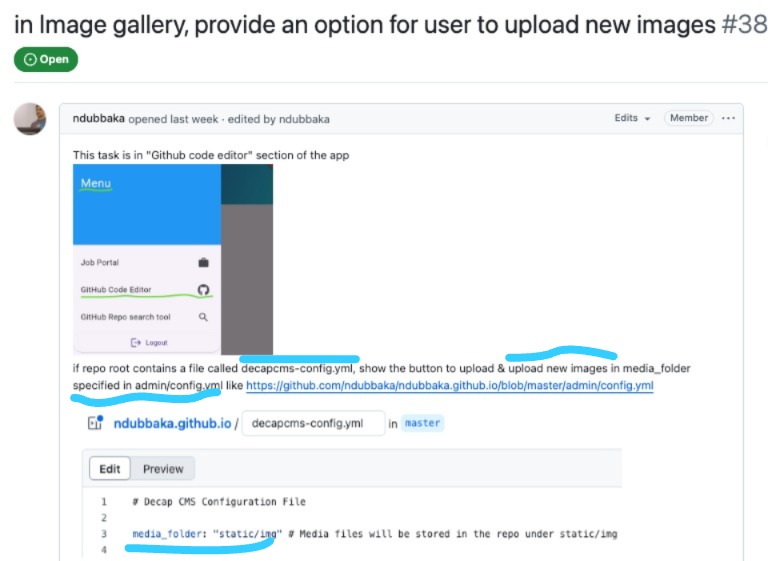 in Image gallery, provide an option for user to upload new images #38
Open
ndubbaka opened last week · edited by ndubbaka Edits Member ...
This task is in "Github code editor" section of the app
Menu
Job Portal
GitHub Code Editor
GitHub Repo search tool
Logout
if repo root contains a file called decapcms-config.yml, show the button to upload & upload new images in media_folder
specified in admin/config.yml like https://github.com/ndubbaka/ndubbaka.github.io/blob/master/admin/config.yml
ndubbaka.github.io / decapcms-config.yml in master
Edit Preview
1 # Decap CMS Configuration File
2
3 media_folder: "static/img" # Media files will be stored in the repo under static/img
4